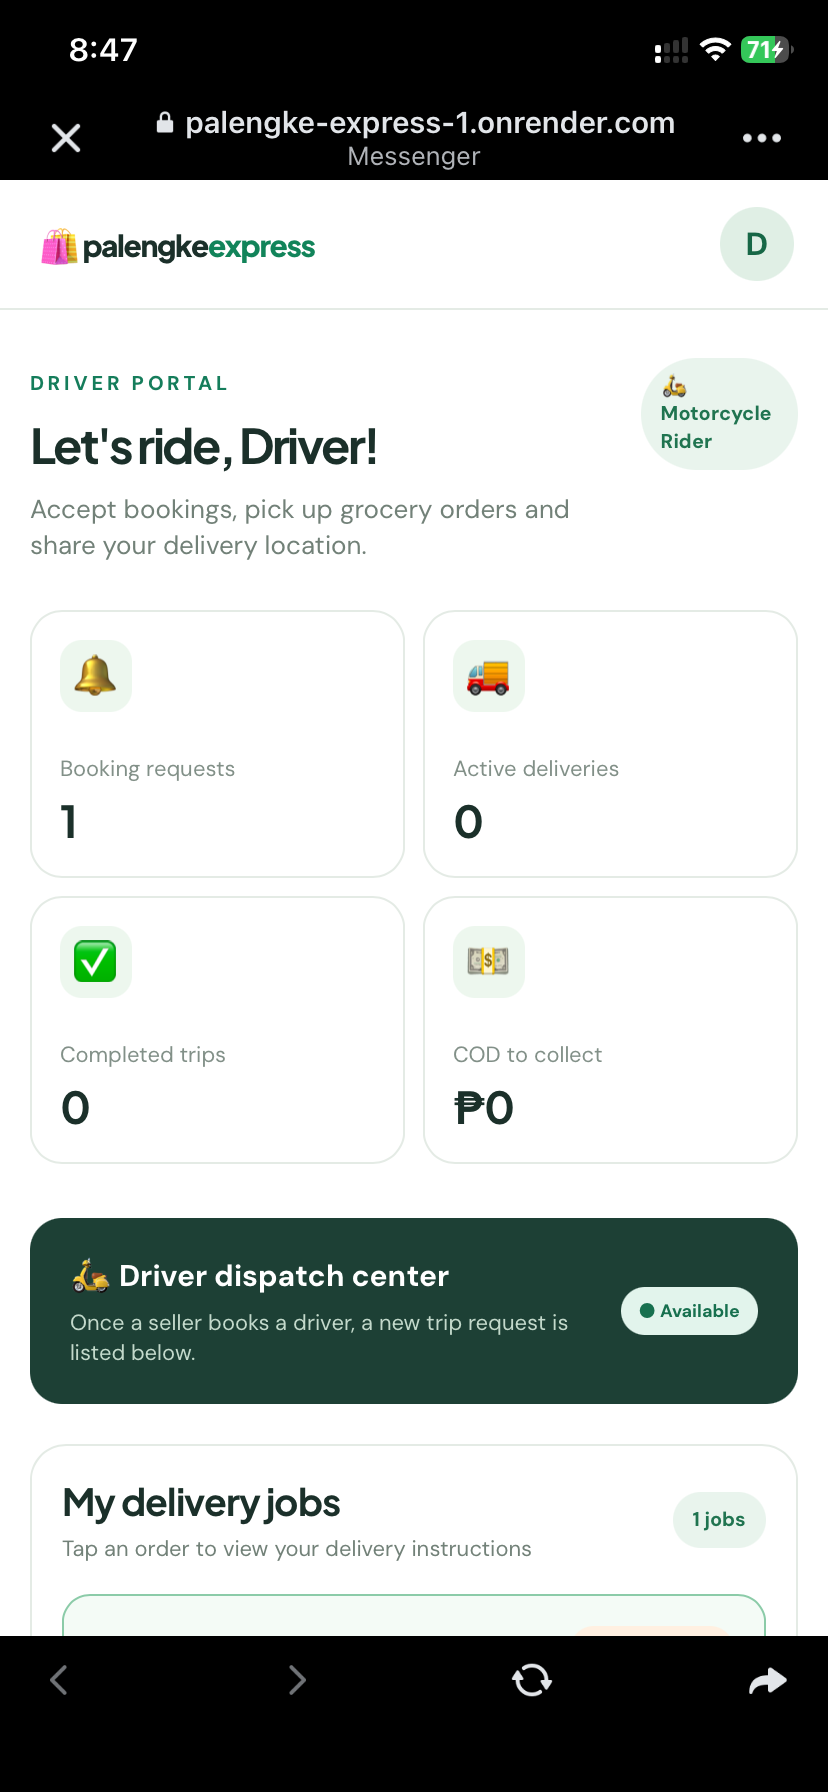 8:47
71
palengke-express-1.onrender.com
Messenger
palengkeexpress
D
DRIVER PORTAL
Let's ride, Driver!
Accept bookings, pick up grocery orders and
share your delivery location.
Motorcycle
Rider
Booking requests
1
Active deliveries
0
Completed trips
0
COD to collect
₱0
Driver dispatch center
Once a seller books a driver, a new trip request is
listed below.
Available
My delivery jobs
Tap an order to view your delivery instructions
1 jobs